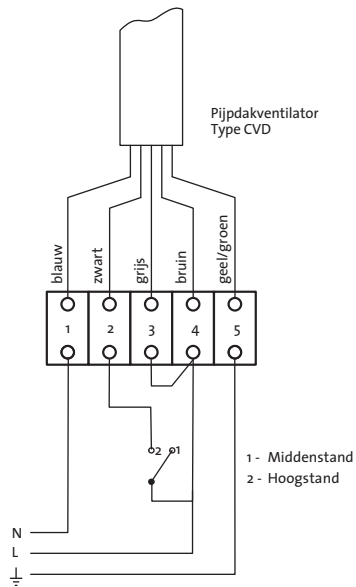 Pijpdakventilator
Type CVD
blauw
zwart
grijs
bruin
geel/groen
1 2 3 4 5
2 1
1 - Middenstand
2 - Hoogstand
N
L